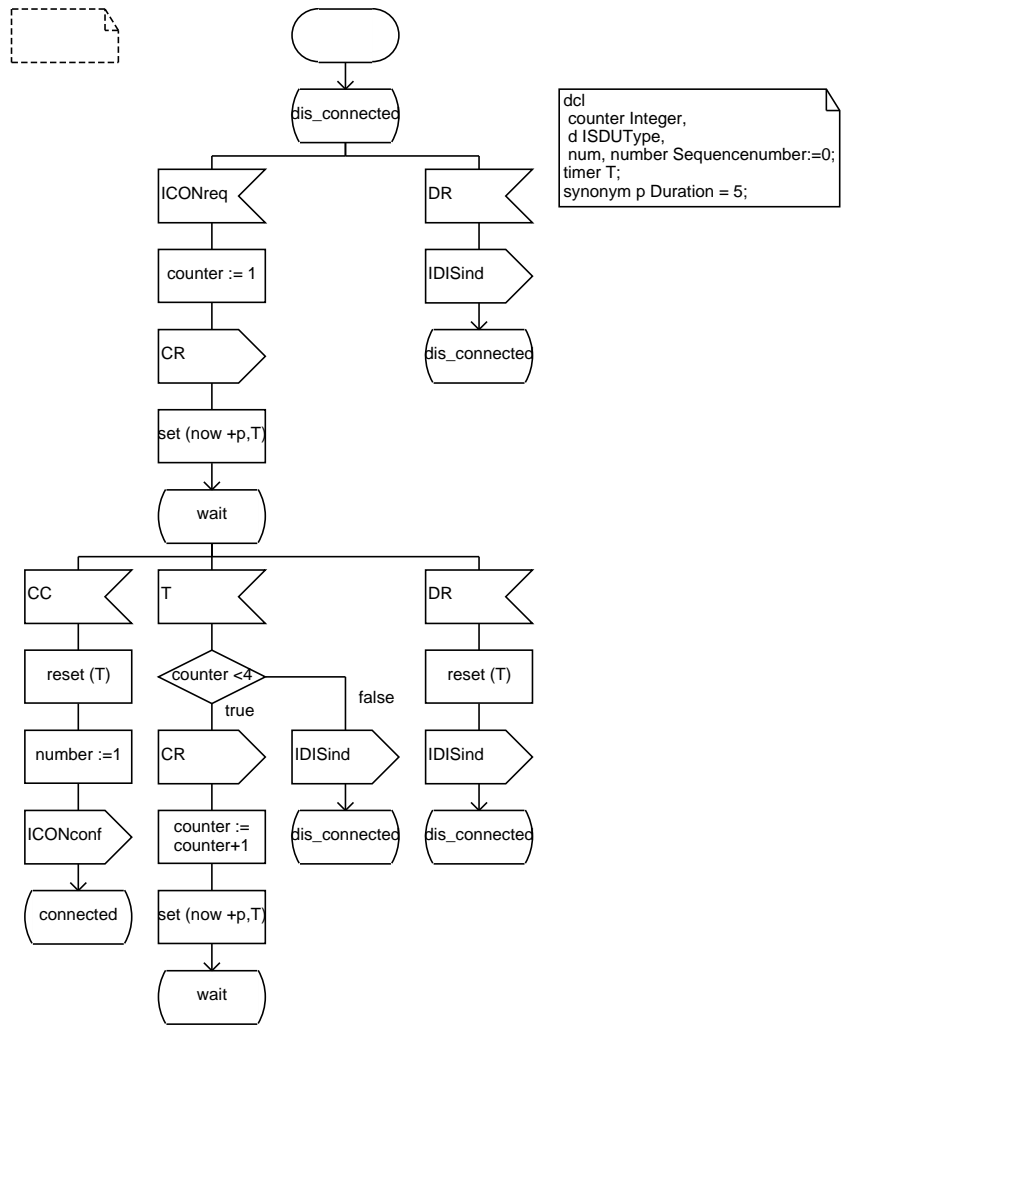 dis_connected
dcl
counter Integer,
d ISDUType,
num, number Sequencenumber:=0;
timer T;
synonym p Duration = 5;
ICONreq
DR
counter := 1
IDISind
CR
dis_connected
set (now +p,T)
wait
CC
T
DR
reset (T)
counter <4
reset (T)
false
true
number :=1
CR
IDISind
IDISind
ICONconf
counter :=
counter+1
dis_connected
dis_connected
connected
set (now +p,T)
wait